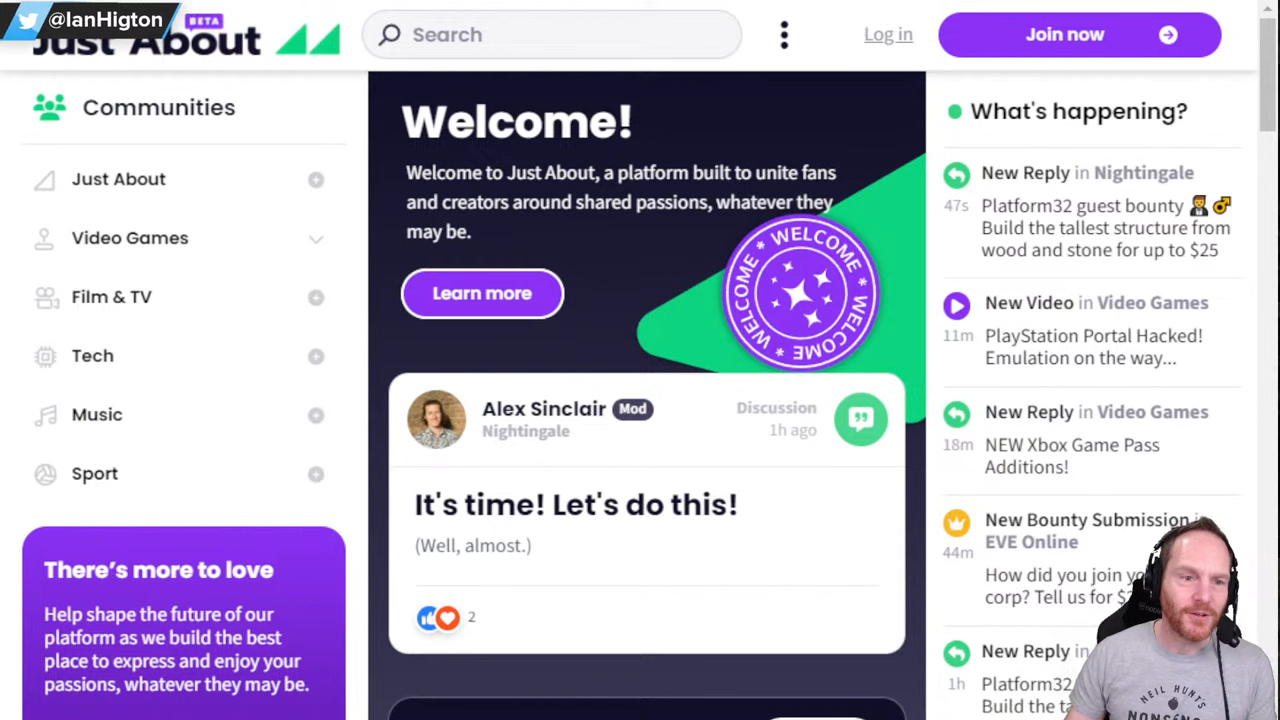 @IanHigton
BETA
Just About
Search
Log in
Join now
Communities
Just About
Video Games
Film & TV
Tech
Music
Sport
There's more to love
Help shape the future of our
platform as we build the best
place to express and enjoy your
passions, whatever they may be.
Welcome!
Welcome to Just About, a platform built to unite fans
and creators around shared passions, whatever they
may be.
Learn more
WELCOME * WELCOME * WELCOME * WELCOME *
Alex Sinclair Mod
Nightingale
Discussion
1h ago
It's time! Let's do this!
(Well, almost.)
2
What's happening?
New Reply in Nightingale
47s
Platform32 guest bounty
Build the tallest structure from
wood and stone for up to $25
New Video in Video Games
11m
PlayStation Portal Hacked!
Emulation on the way...
New Reply in Video Games
18m
NEW Xbox Game Pass
Additions!
New Bounty Submission
EVE Online
44m
How did you join
corp? Tell us for
New Reply
1h
Platform32
Build the
NEIL HUNT'S